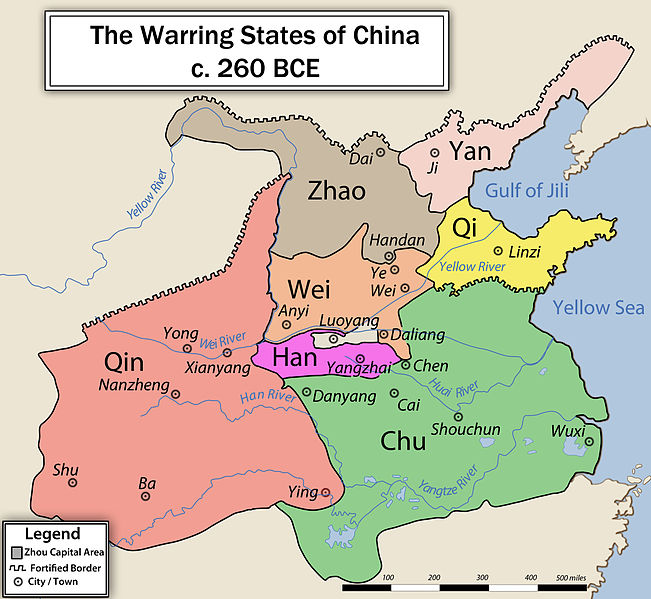 The Warring States of China
c. 260 BCE
Dai
Yan
Ji
Zhao
Yellow River
Gulf of Jili
Qi
Handan
Linzi
Ye
Yellow River
Wei
Wei
Yellow Sea
Anyi
Luoyang
Daliang
Yong
Wei River
Qin
Xianyang
Han
Yangzhai
Chen
Nanzheng
Han River
Danyang
Huai River
Cai
Shouchun
Chu
Wuxi
Shu
Ba
Ying
Yangtze River
Legend
Zhou Capital Area
Fortified Border
City / Town
100 200 300 400 500 miles